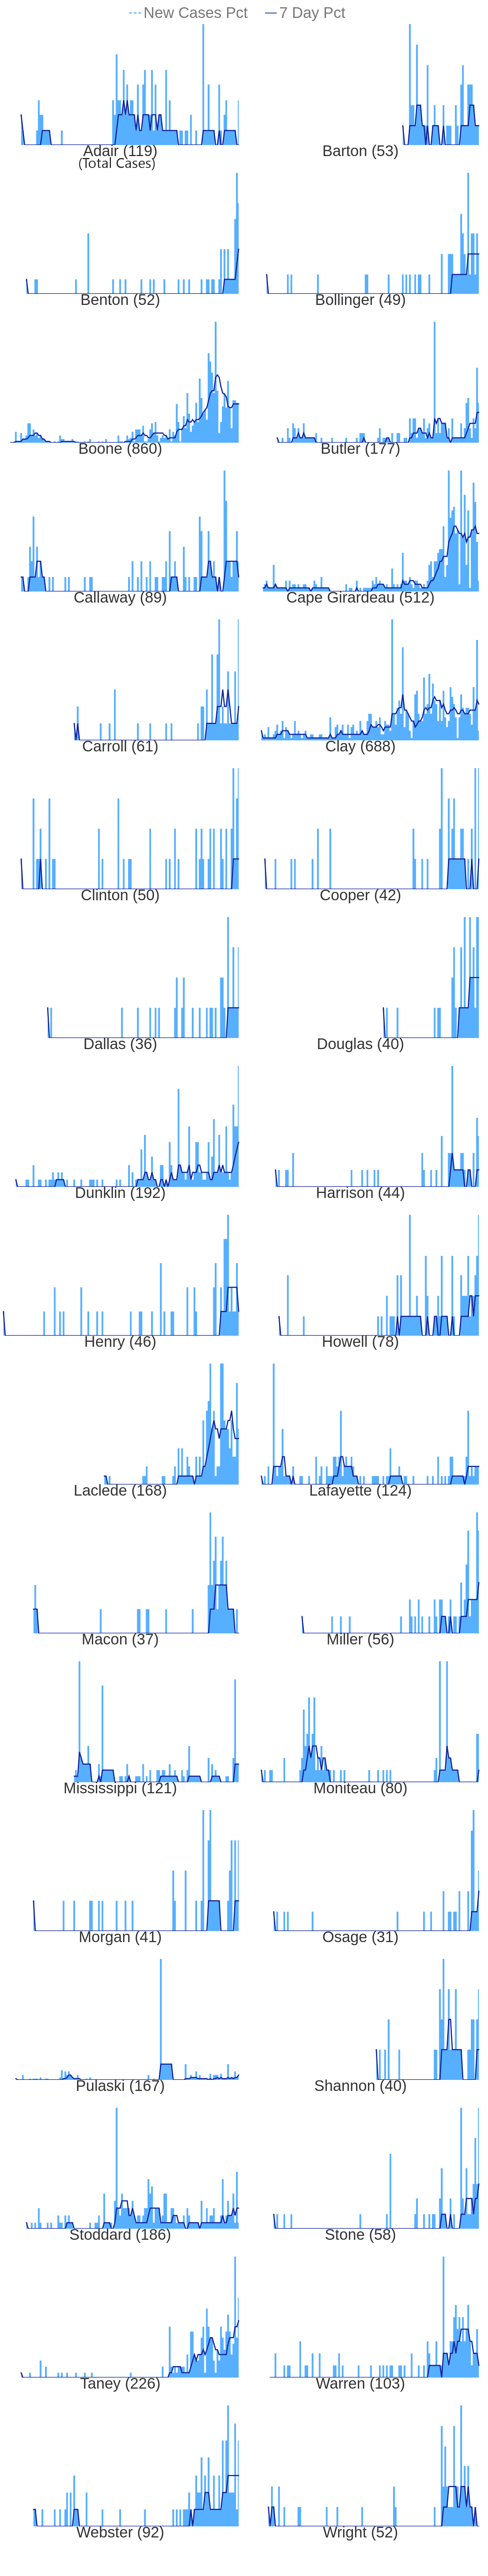 New Cases Pct 7 Day Pct
Adair (119) Barton (53)
(Total Cases)
Benton (52) Bollinger (49)
Boone (860) Butler (177)
Callaway (89) Cape Girardeau (512)
Carroll (61) Clay (688)
Clinton (50) Cooper (42)
Dallas (36) Douglas (40)
Dunklin (192) Harrison (44)
Henry (46) Howell (78)
Laclede (168) Lafayette (124)
Macon (37) Miller (56)
Mississippi (121) Moniteau (80)
Morgan (41) Osage (31)
Pulaski (167) Shannon (40)
Stoddard (186) Stone (58)
Taney (226) Warren (103)
Webster (92) Wright (52)